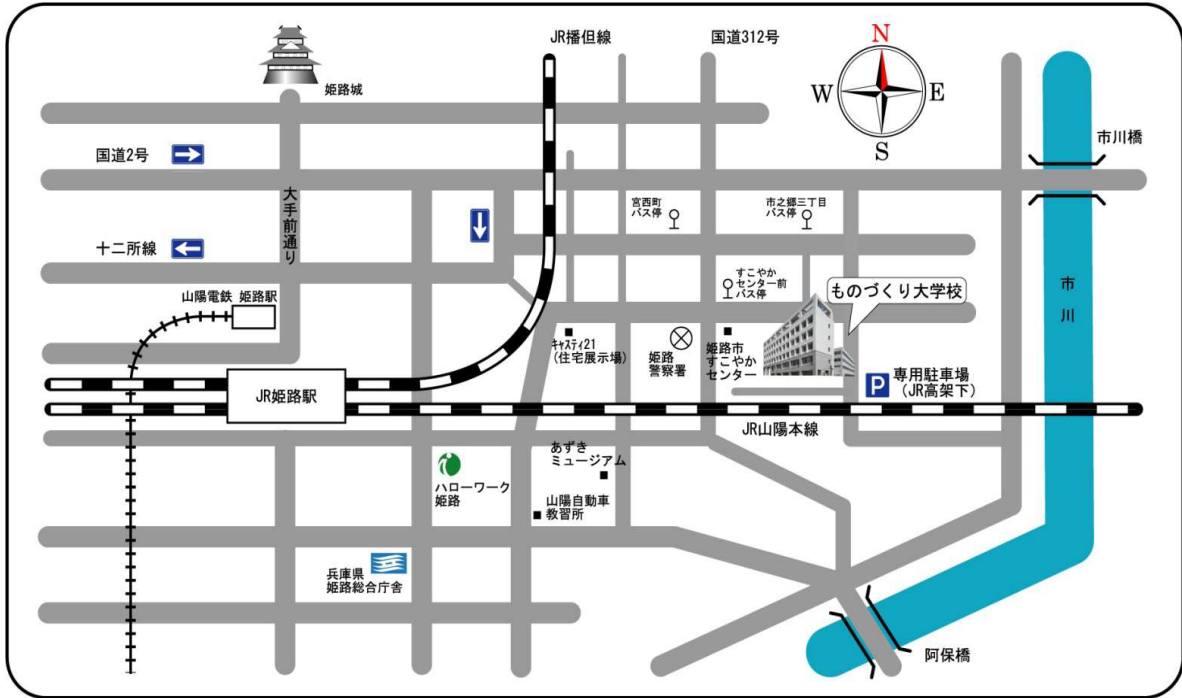 JR播但線
国道312号
N
W
E
S
姫路城
市川橋
国道2号
大手前通り
宮西町
バス停
市之郷三丁目
バス停
十二所線
すこやか
センター前
バス停
ものづくり大学校
市川
山陽電鉄 姫路駅
ｷｬｽﾃｨ21
(住宅展示場)
姫路
警察署
姫路市
すこやか
センター
P
専用駐車場
(JR高架下)
JR姫路駅
JR山陽本線
あずき
ミュージアム
ハローワーク
姫路
山陽自動車
教習所
兵庫県
姫路総合庁舎
阿保橋